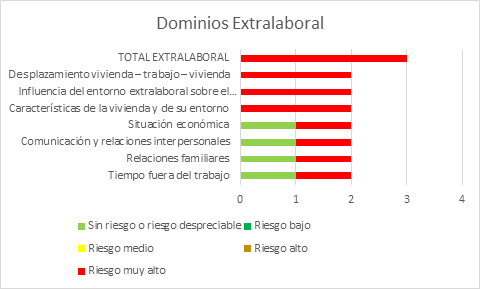 Dominios Extralaboral
TOTAL EXTRALABORAL
Desplazamiento vivienda – trabajo – vivienda
Influencia del entorno extralaboral sobre el...
Características de la vivienda y de su entorno
Situación económica
Comunicación y relaciones interpersonales
Relaciones familiares
Tiempo fuera del trabajo
0 1 2 3 4
Sin riesgo o riesgo despreciable Riesgo bajo
Riesgo medio Riesgo alto
Riesgo muy alto